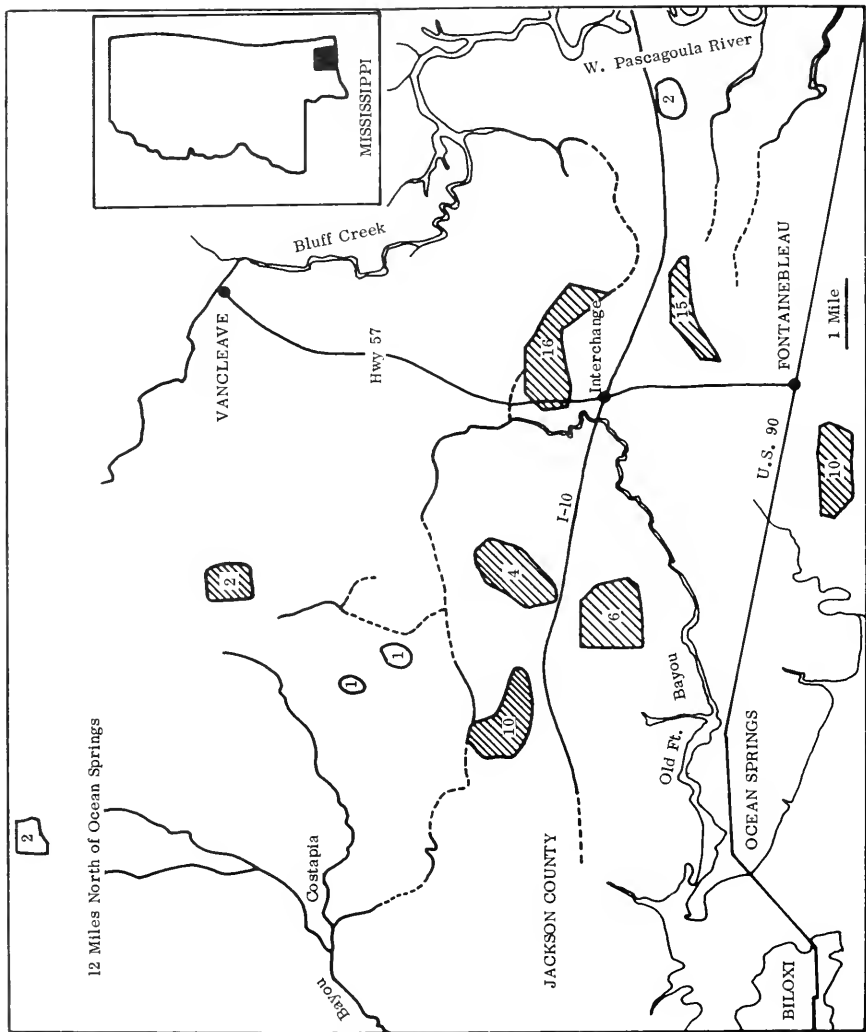 MISSISSIPPI
W. Pascagoula River
2
Bluff Creek
VANCLEAVE
Hwy 57
16
Interchange
15
FONTAINEBLEAU
1 Mile
U.S. 90
10
I-10
2
4
6
1
1
10
Old Ft. Bayou
OCEAN SPRINGS
12 Miles North of Ocean Springs
2
Costapia
Bayou
JACKSON COUNTY
BILOXI